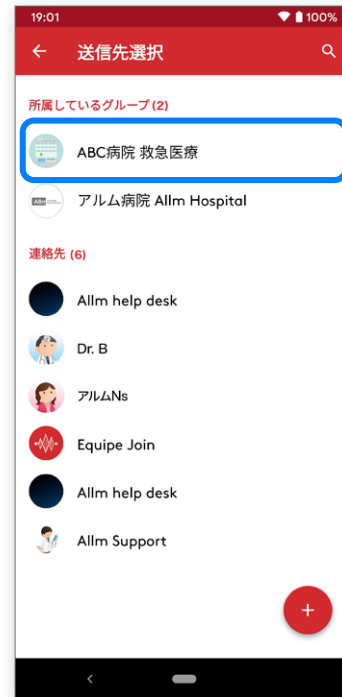 19:01 100%
送信先選択
所属しているグループ(2)
ABC病院 救急医療
アルム病院 Allm Hospital
連絡先 (6)
Allm help desk
Dr. B
アルムNs
Equipe Join
Allm help desk
Allm Support